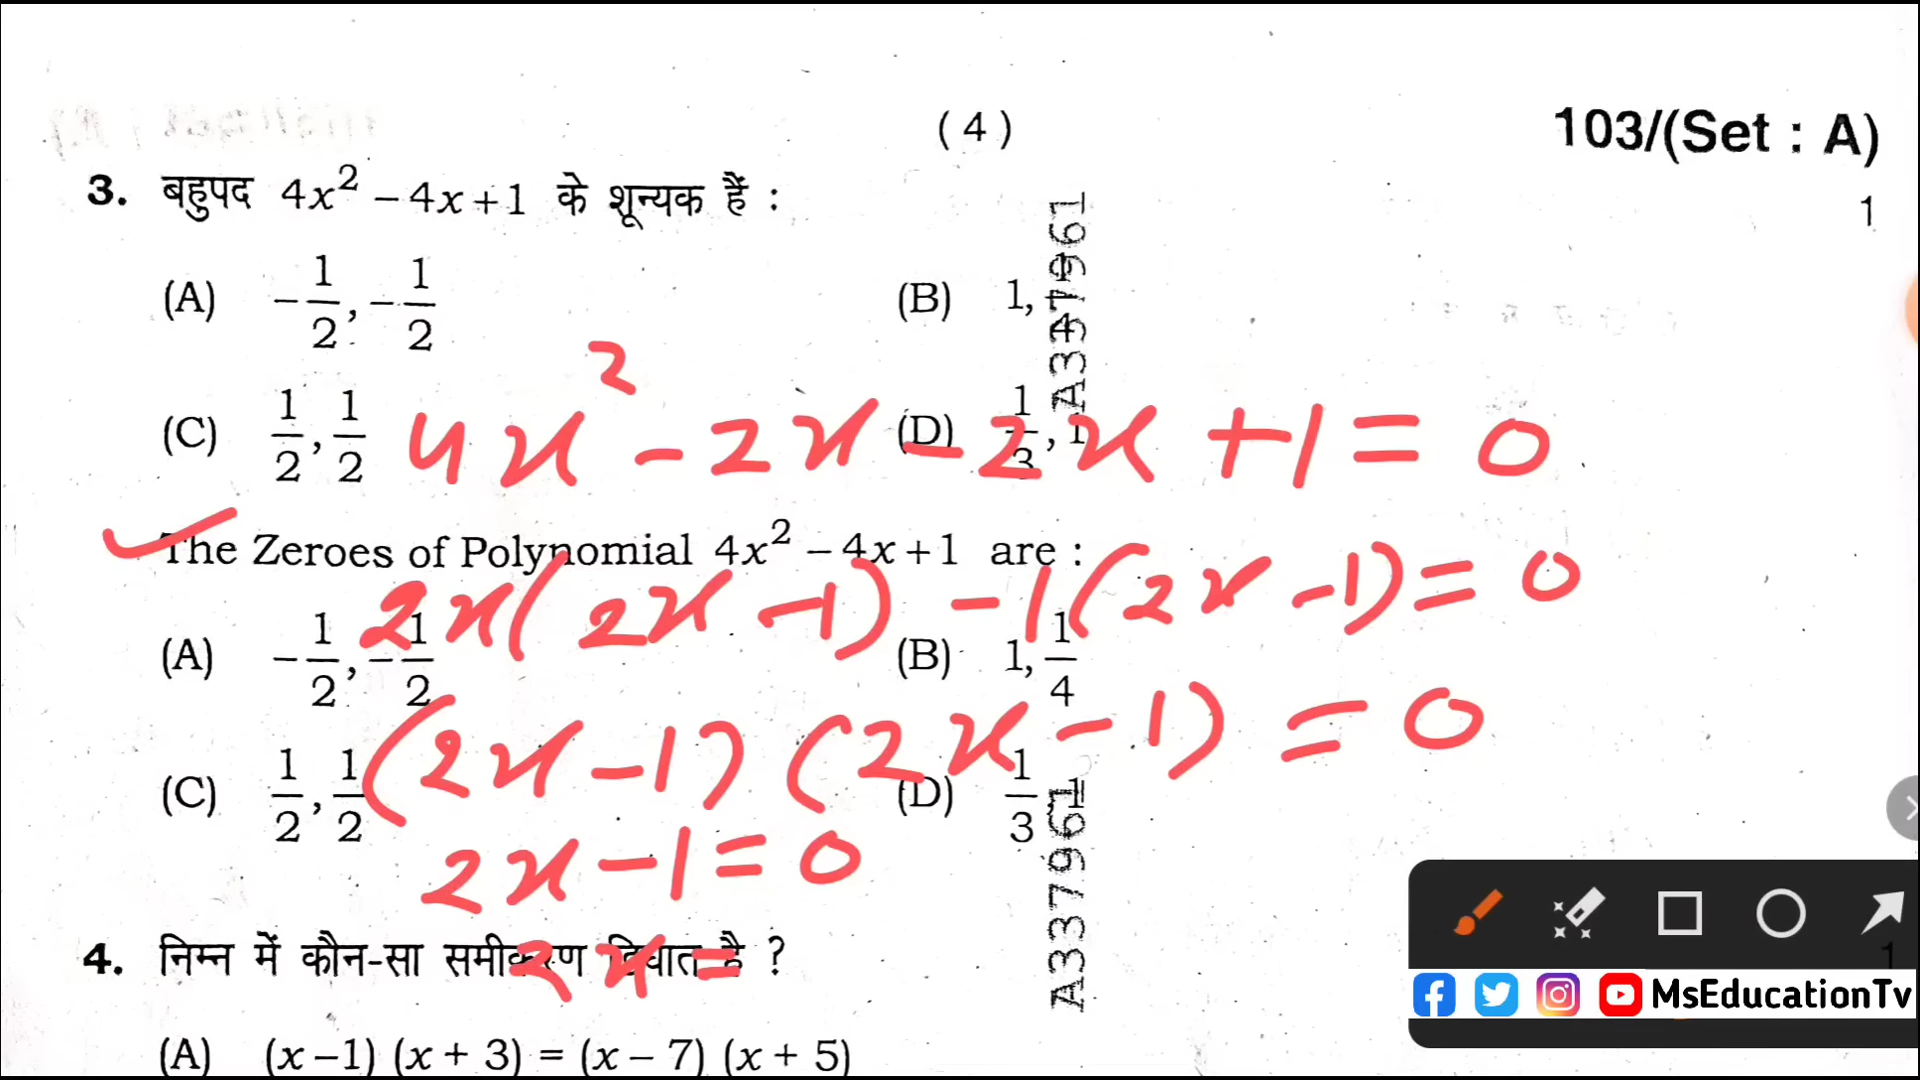 (4)
103/(Set : A)
3. बहुपद 4x² – 4x + 1 के शून्यक हैं :
1
(A) –1/2, –1/2
(B) 1, 1/4
(C) 1/2, 1/2
(D) 1/3, 1
A337961
4x² – 2x – 2x + 1 = 0
The Zeroes of Polynomial 4x² – 4x + 1 are :
2x(2x – 1) – 1(2x – 1) = 0
(A) –1/2, –1/2
(B) 1, 1/4
(2x – 1) (2x – 1) = 0
(C) 1/2, 1/2
(D) 1/3, 1
A337961
2x – 1 = 0
4. निम्न में कौन-सा समीकरण द्विघात है ?
1
2x =
MsEducationTv
(A) (x – 1) (x + 3) = (x – 7) (x + 5)